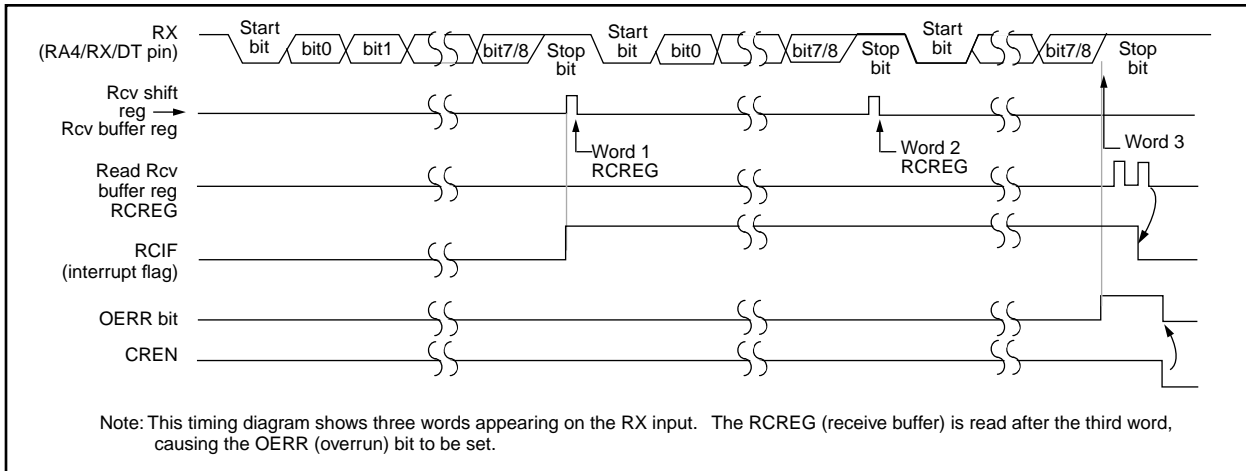 RX
(RA4/RX/DT pin)
Start
bit
bit0
bit1
bit7/8
Stop
bit
Start
bit
bit0
bit7/8
Stop
bit
Start
bit
bit7/8
Stop
bit
Rcv shift
reg
Rcv buffer reg
Word 1
RCREG
Word 2
RCREG
Word 3
Read Rcv
buffer reg
RCREG
RCIF
(interrupt flag)
OERR bit
CREN
Note: This timing diagram shows three words appearing on the RX input. The RCREG (receive buffer) is read after the third word,
causing the OERR (overrun) bit to be set.